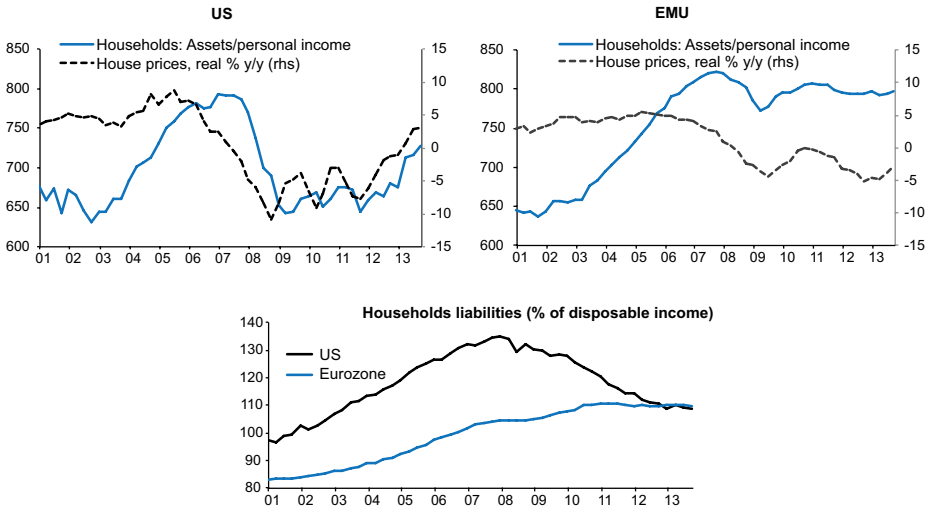 US
850
800
750
700
650
600
15
10
5
0
-5
-10
-15
Households: Assets/personal income
House prices, real % y/y (rhs)
01 02 03 04 05 06 07 08 09 10 11 12 13
EMU
850
800
750
700
650
600
15
10
5
0
-5
-10
-15
Households: Assets/personal income
House prices, real % y/y (rhs)
01 02 03 04 05 06 07 08 09 10 11 12 13
Households liabilities (% of disposable income)
140
130
120
110
100
90
80
US
Eurozone
01 02 03 04 05 06 07 08 09 10 11 12 13